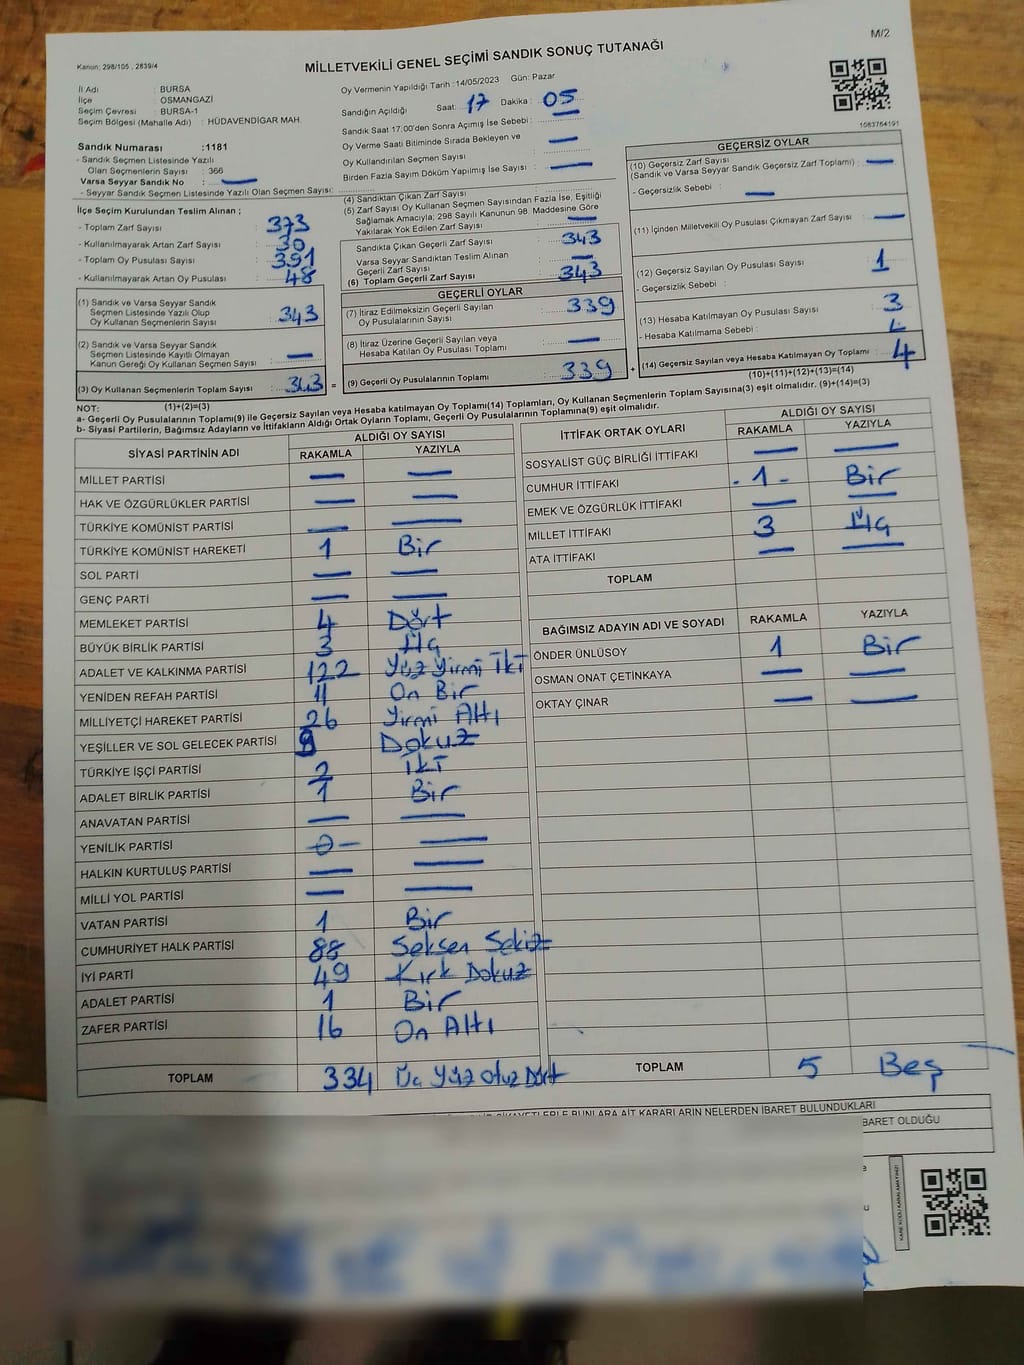 M/2
Kanun: 298/105 , 2839/4
MİLLETVEKİLİ GENEL SEÇİMİ SANDIK SONUÇ TUTANAĞI
İl Adı : BURSA
İlçe : OSMANGAZİ
Seçim Çevresi : BURSA-1
Seçim Bölgesi (Mahalle Adı) : HÜDAVENDİGAR MAH.
Sandık Numarası :1181
- Sandık Seçmen Listesinde Yazılı
Olan Seçmenlerin Sayısı : 366
Varsa Seyyar Sandık No : —
- Seyyar Sandık Seçmen Listesinde Yazılı Olan Seçmen Sayısı:
Oy Vermenin Yapıldığı Tarih :14/05/2023 Gün: Pazar
Sandığın Açıldığı Saat: 17 Dakika : 05
Sandık Saat 17:00'den Sonra Açımış İse Sebebi : —
Oy Verme Saati Bitiminde Sırada Bekleyen ve
Oy Kullandırılan Seçmen Sayısı —
Birden Fazla Sayım Döküm Yapılmış İse Sayısı : —
1083764191
İlçe Seçim Kurulundan Teslim Alınan ;
- Toplam Zarf Sayısı : 373
- Kullanılmayarak Artan Zarf Sayısı : 30
- Toplam Oy Pusulası Sayısı : 391
- Kullanılmayarak Artan Oy Pusulası : 48
(1) Sandık ve Varsa Seyyar Sandık
Seçmen Listesinde Yazılı Olup
Oy Kullanan Seçmenlerin Sayısı : 343
(2) Sandık ve Varsa Seyyar Sandık
Seçmen Listesinde Kayıtlı Olmayan
Kanun Gereği Oy Kullanan Seçmen Sayısı : —
(3) Oy Kullanan Seçmenlerin Toplam Sayısı : 343
(1)+(2)=(3)
(4) Sandıktan Çıkan Zarf Sayısı
(5) Zarf Sayısı Oy Kullanan Seçmen Sayısından Fazla İse, Eşitliği
Sağlamak Amacıyla; 298 Sayılı Kanunun 98. Maddesine Göre
Yakılarak Yok Edilen Zarf Sayısı : —
Sandıkta Çıkan Geçerli Zarf Sayısı : 343
Varsa Seyyar Sandıktan Teslim Alınan
Geçerli Zarf Sayısı : —
(6) Toplam Geçerli Zarf Sayısı : 343
GEÇERLİ OYLAR
(7) İtiraz Edilmeksizin Geçerli Sayılan
Oy Pusulalarının Sayısı : 339
(8) İtiraz Üzerine Geçerli Sayılan veya
Hesaba Katılan Oy Pusulası Toplamı : —
= (9) Geçerli Oy Pusulalarının Toplamı : 339
GEÇERSİZ OYLAR
(10) Geçersiz Zarf Sayısı
(Sandık ve Varsa Seyyar Sandık Geçersiz Zarf Toplamı) : —
- Geçersizlik Sebebi : —
(11) İçinden Milletvekili Oy Pusulası Çıkmayan Zarf Sayısı : —
(12) Geçersiz Sayılan Oy Pusulası Sayısı : 1
- Geçersizlik Sebebi :
(13) Hesaba Katılmayan Oy Pusulası Sayısı : 3
- Hesaba Katılmama Sebebi :
+ (14) Geçersiz Sayılan veya Hesaba Katılmayan Oy Toplamı : 4
(10)+(11)+(12)+(13)=(14)
NOT:
a- Geçerli Oy Pusulalarının Toplamı(9) ile Geçersiz Sayılan veya Hesaba katılmayan Oy Toplamı(14) Toplamları, Oy Kullanan Seçmenlerin Toplam Sayısına(3) eşit olmalıdır. (9)+(14)=(3)
b- Siyasi Partilerin, Bağımsız Adayların ve İttifakların Aldığı Ortak Oyların Toplamı, Geçerli Oy Pusulalarının Toplamına(9) eşit olmalıdır.
SİYASİ PARTİNİN ADI ALDIĞI OY SAYISI
RAKAMLA YAZIYLA
MİLLET PARTİSİ — —
HAK VE ÖZGÜRLÜKLER PARTİSİ — —
TÜRKİYE KOMÜNİST PARTİSİ — —
TÜRKİYE KOMÜNİST HAREKETİ 1 Bir
SOL PARTİ — —
GENÇ PARTİ — —
MEMLEKET PARTİSİ 4 Dört
BÜYÜK BİRLİK PARTİSİ 3 Üç
ADALET VE KALKINMA PARTİSİ 122 Yüz Yirmi İki
YENİDEN REFAH PARTİSİ 11 On Bir
MİLLİYETÇİ HAREKET PARTİSİ 26 Yirmi Altı
YEŞİLLER VE SOL GELECEK PARTİSİ 9 Dokuz
TÜRKİYE İŞÇİ PARTİSİ 2 İki
ADALET BİRLİK PARTİSİ 1 Bir
ANAVATAN PARTİSİ — —
YENİLİK PARTİSİ -0- —
HALKIN KURTULUŞ PARTİSİ — —
MİLLİ YOL PARTİSİ — —
VATAN PARTİSİ 1 Bir
CUMHURİYET HALK PARTİSİ 88 Seksen Sekiz
İYİ PARTİ 49 Kırk Dokuz
ADALET PARTİSİ 1 Bir
ZAFER PARTİSİ 16 On Altı
TOPLAM 334 Üç Yüz Otuz Dört
İTTİFAK ORTAK OYLARI ALDIĞI OY SAYISI
RAKAMLA YAZIYLA
SOSYALİST GÜÇ BİRLİĞİ İTTİFAKI — —
CUMHUR İTTİFAKI - 1 - Bir
EMEK VE ÖZGÜRLÜK İTTİFAKI — —
MİLLET İTTİFAKI 3 Üç
ATA İTTİFAKI — —
TOPLAM
BAĞIMSIZ ADAYIN ADI VE SOYADI RAKAMLA YAZIYLA
ÖNDER ÜNLÜSOY 1 Bir
OSMAN ONAT ÇETİNKAYA — —
OKTAY ÇINAR — —
TOPLAM 5 Beş
ŞİKAYETLERLE BUNLARA AİT KARARLARIN NELERDEN İBARET BULUNDUKLARI
BARET OLDUĞU